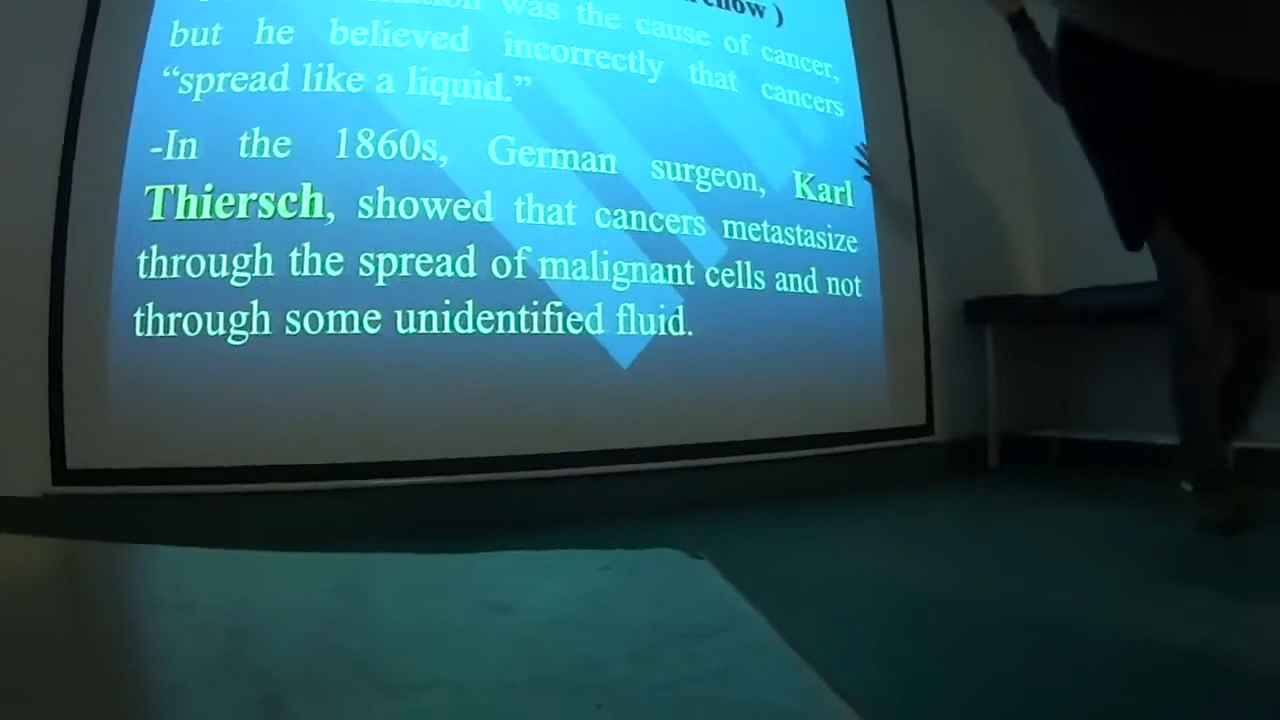 was the cause of cancer,
but he believed incorrectly that cancers
“spread like a liquid.”
-In the 1860s, German surgeon, Karl
Thiersch, showed that cancers metastasize
through the spread of malignant cells and not
through some unidentified fluid.